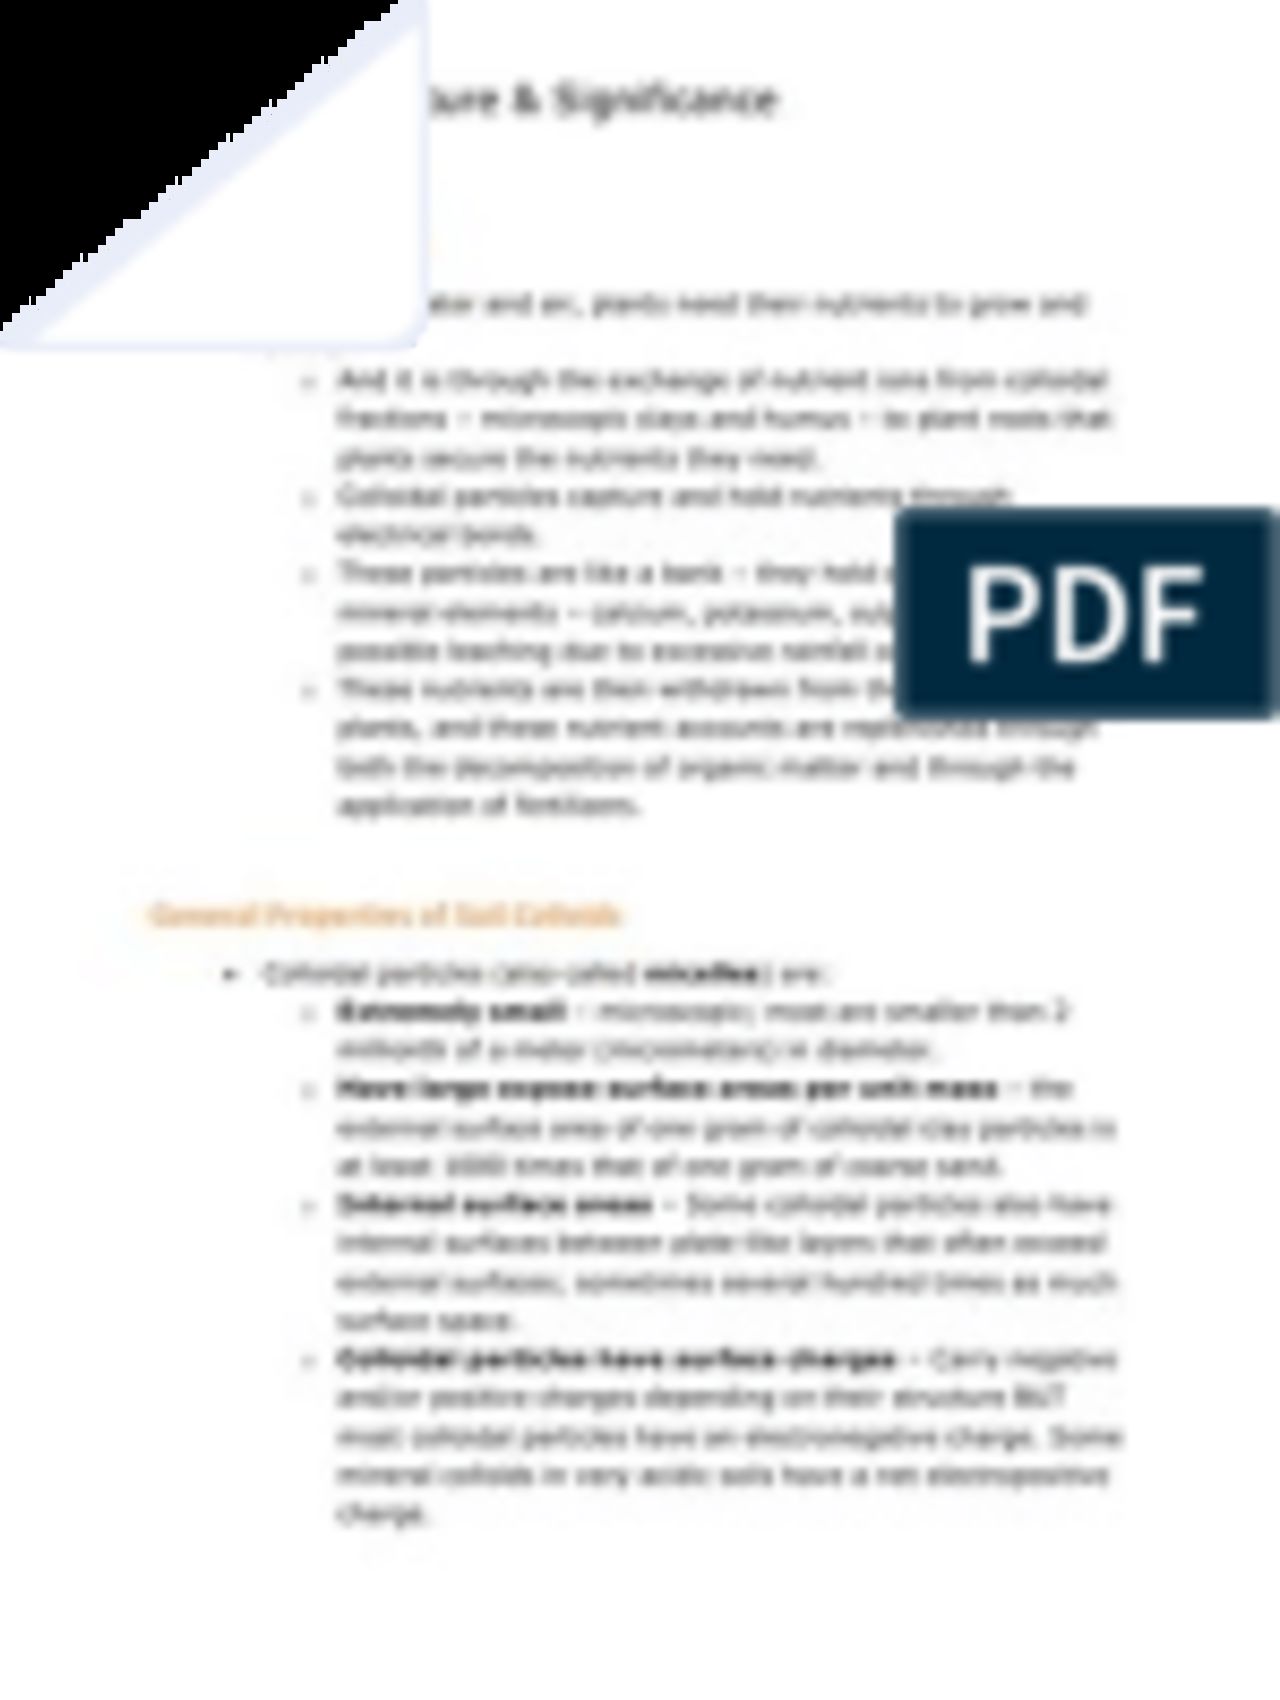 ure & Significance
and air, plants need their nutrients to grow and
And it is through the exchange of nutrient ions from colloidal
fractions – microscopic clays and humus – to plant roots that
plants secure the nutrients they need.
Colloidal particles capture and hold nutrients through
electrical bonds.
These particles are like a bank – they hold
PDF
mineral elements – calcium, potassium,
possible leaching due to excessive rainfall
These nutrients are then withdrawn from
plants, and these nutrient accounts are replenished through
both the decomposition of organic matter and through the
application of fertilizers.
General Properties of Soil Colloids
• Colloidal particles (also called micelles) are:
Extremely small – microscopic; most are smaller than 2
millionth of a meter (micrometers) in diameter.
Have large expose surface areas per unit mass – the
external surface area of one gram of colloidal clay particles is
at least 1000 times that of one gram of coarse sand.
Internal surface areas – Some colloidal particles also have
internal surfaces between plate-like layers that often exceed
external surfaces, sometimes several hundred times as much
surface space.
Colloidal particles have surface charges – Carry negative
and/or positive charges depending on their structure BUT
most colloidal particles have an electronegative charge. Some
mineral colloids in very acidic soils have a net electropositive
charge.